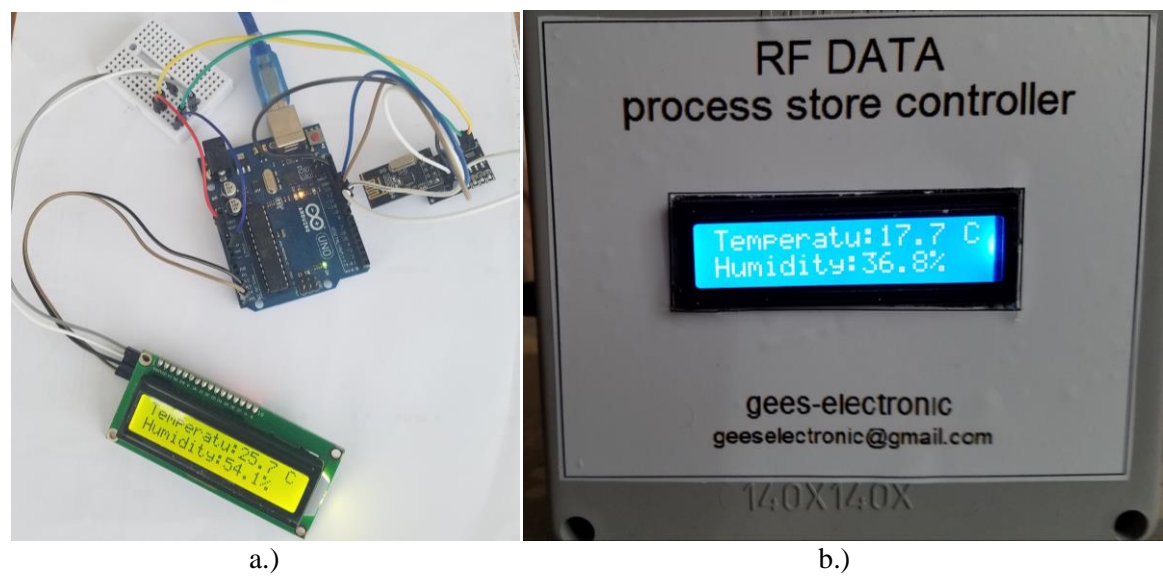 Temperatu:25.7 C
Humidity:54.1%
UNO
ARDUINO
a.)
RF DATA
process store controller
Temperatu:17.7 C
Humidity:36.8%
gees-electronic
geeselectronic@gmail.com
140X140X
b.)